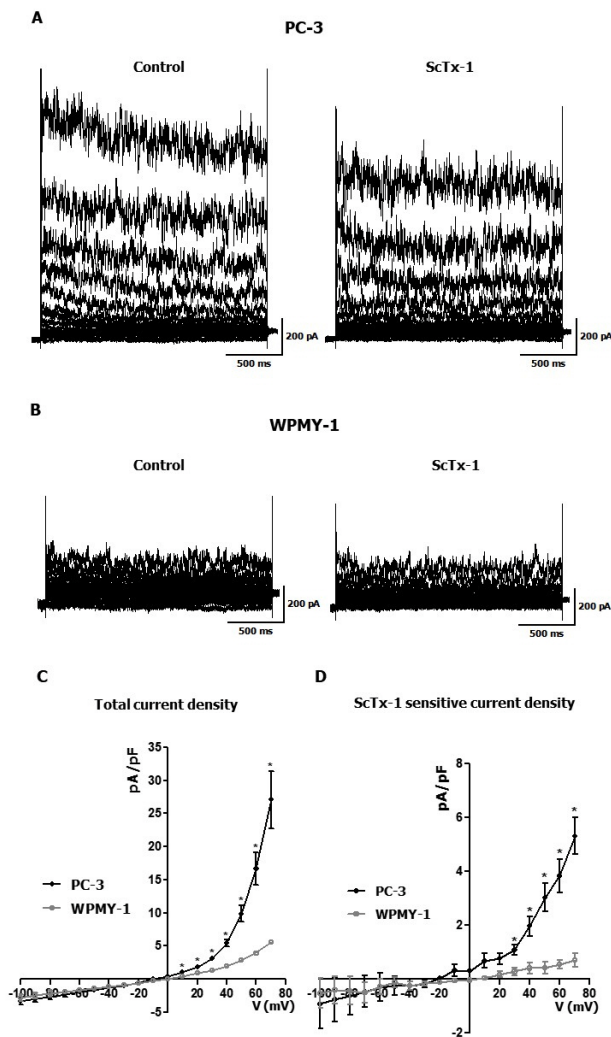 A
PC-3
Control
ScTx-1
200 pA
500 ms
200 pA
500 ms
B
WPMY-1
Control
ScTx-1
200 pA
500 ms
200 pA
500 ms
C
Total current density
pA/pF
35
30
25
20
15
10
5
-5
-100 -80 -60 -40 -20 20 40 60 80
V (mV)
PC-3
WPMY-1
* * * * * * *
D
ScTx-1 sensitive current density
pA/pF
8
6
4
2
-2
-100 -80 -60 -40 -20 20 40 60 80
V (mV)
PC-3
WPMY-1
* * * * *